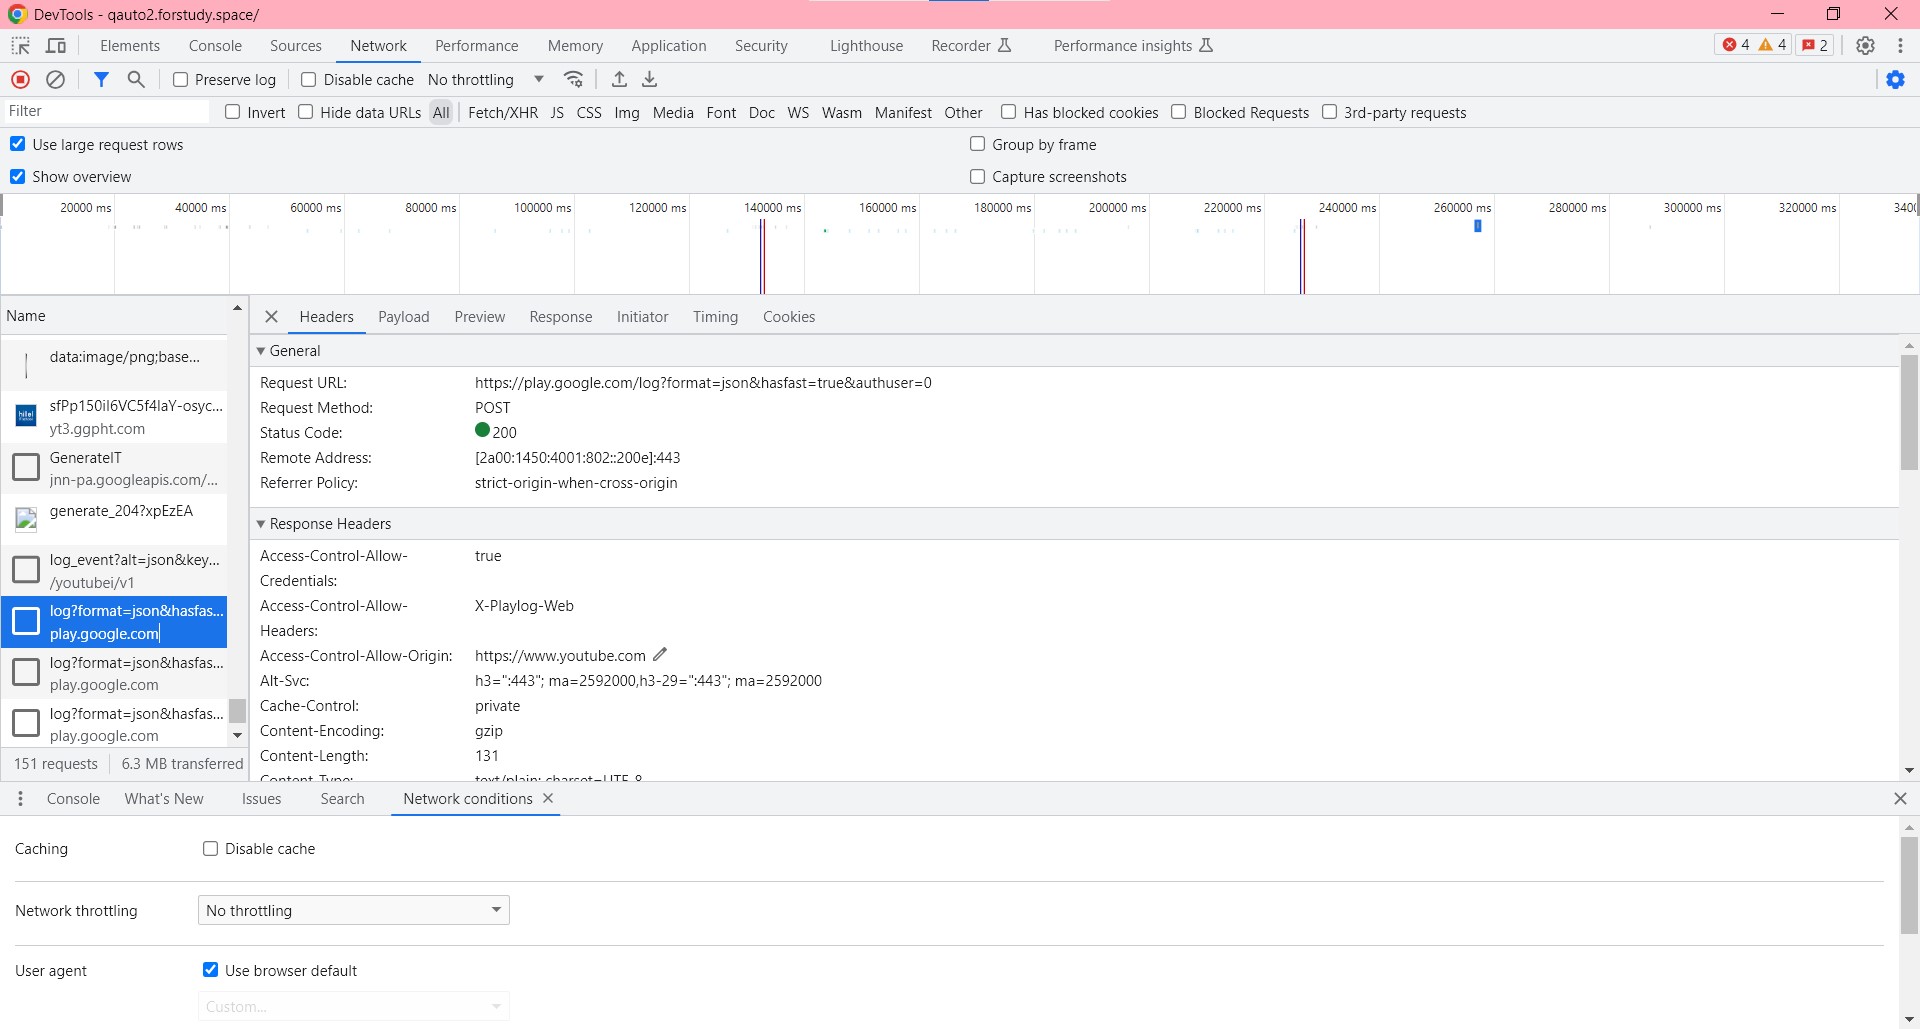 DevTools - qauto2.forstudy.space/
Elements Console Sources Network Performance Memory Application Security Lighthouse Recorder Performance insights 4 4 2
Preserve log Disable cache No throttling
Filter Invert Hide data URLs All Fetch/XHR JS CSS Img Media Font Doc WS Wasm Manifest Other Has blocked cookies Blocked Requests 3rd-party requests
Use large request rows Group by frame
Show overview Capture screenshots
20000 ms 40000 ms 60000 ms 80000 ms 100000 ms 120000 ms 140000 ms 160000 ms 180000 ms 200000 ms 220000 ms 240000 ms 260000 ms 280000 ms 300000 ms 320000 ms 340
Name
data:image/png;base...
sfPp150il6VC5f4laY-osyc...
yt3.ggpht.com
GenerateIT
jnn-pa.googleapis.com/...
generate_204?xpEzEA
log_event?alt=json&key...
/youtubei/v1
log?format=json&hasfas...
play.google.com
log?format=json&hasfas...
play.google.com
log?format=json&hasfas...
play.google.com
151 requests 6.3 MB transferred
Headers Payload Preview Response Initiator Timing Cookies
General
Request URL: https://play.google.com/log?format=json&hasfast=true&authuser=0
Request Method: POST
Status Code: 200
Remote Address: [2a00:1450:4001:802::200e]:443
Referrer Policy: strict-origin-when-cross-origin
Response Headers
Access-Control-Allow- true
Credentials:
Access-Control-Allow- X-Playlog-Web
Headers:
Access-Control-Allow-Origin: https://www.youtube.com
Alt-Svc: h3=":443"; ma=2592000,h3-29=":443"; ma=2592000
Cache-Control: private
Content-Encoding: gzip
Content-Length: 131
Content-Type: text/plain; charset=UTF-8
Console What's New Issues Search Network conditions
Caching Disable cache
Network throttling No throttling
User agent Use browser default
Custom...